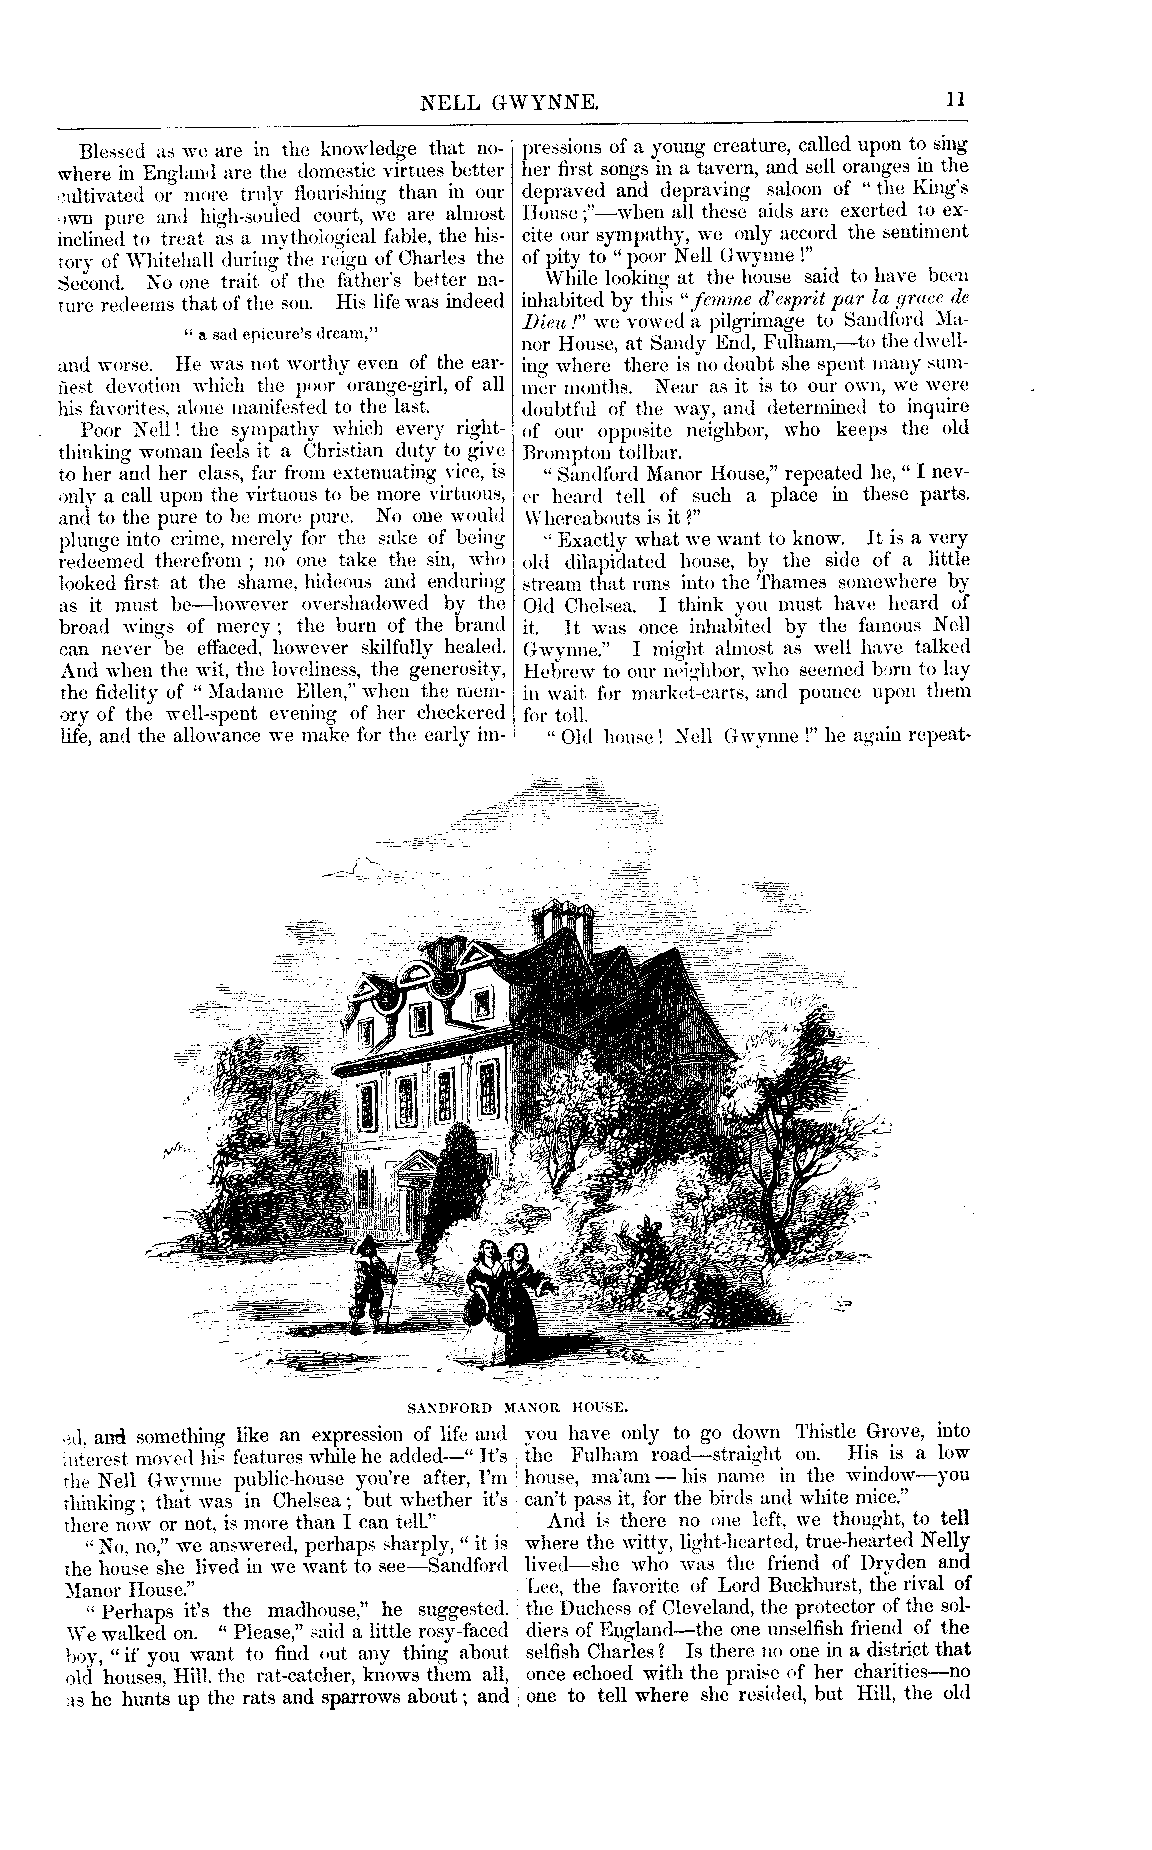 NELL GWYNNE. 11
Blessed as we are in the knowledge that no-
where in England are the domestic virtues better
cultivated or more truly flourishing than in our
own pure and high-souled court, we are almost
inclined to treat as a mythological fable, the his-
tory of Whitehall during the reign of Charles the
Second. No one trait of the father's better na-
ture redeems that of the son. His life was indeed
“ a sad epicure's dream,”
and worse. He was not worthy even of the ear-
nest devotion which the poor orange-girl, of all
his favorites, alone manifested to the last.
Poor Nell! the sympathy which every right-
thinking woman feels it a Christian duty to give
to her and her class, far from extenuating vice, is
only a call upon the virtuous to be more virtuous,
and to the pure to be more pure. No one would
plunge into crime, merely for the sake of being
redeemed therefrom ; no one take the sin, who
looked first at the shame, hideous and enduring
as it must be—however overshadowed by the
broad wings of mercy ; the burn of the brand
can never be effaced, however skilfully healed.
And when the wit, the loveliness, the generosity,
the fidelity of “ Madame Ellen,” when the mem-
ory of the well-spent evening of her checkered
life, and the allowance we make for the early im-
pressions of a young creature, called upon to sing
her first songs in a tavern, and sell oranges in the
depraved and depraving saloon of “ the King's
House ;”—when all these aids are exerted to ex-
cite our sympathy, we only accord the sentiment
of pity to “ poor Nell Gwynne !”
While looking at the house said to have been
inhabited by this “ femme d'esprit par la grace de
Dieu !” we vowed a pilgrimage to Sandford Ma-
nor House, at Sandy End, Fulham,—to the dwell-
ing where there is no doubt she spent many sum-
mer months. Near as it is to our own, we were
doubtful of the way, and determined to inquire
of our opposite neighbor, who keeps the old
Brompton tollbar.
“ Sandford Manor House,” repeated he, “ I nev-
er heard tell of such a place in these parts.
Whereabouts is it ?”
“ Exactly what we want to know. It is a very
old dilapidated house, by the side of a little
stream that runs into the Thames somewhere by
Old Chelsea. I think you must have heard of
it. It was once inhabited by the famous Nell
Gwynne.” I might almost as well have talked
Hebrew to our neighbor, who seemed born to lay
in wait for market-carts, and pounce upon them
for toll.
“ Old house ! Nell Gwynne !” he again repeat-
SANDFORD MANOR HOUSE.
ed, and something like an expression of life and
interest moved his features while he added—“ It's
the Nell Gwynne public-house you're after, I'm
thinking ; that was in Chelsea ; but whether it's
there now or not, is more than I can tell.”
“ No, no,” we answered, perhaps sharply, “ it is
the house she lived in we want to see—Sandford
Manor House.”
“ Perhaps it's the madhouse,” he suggested.
We walked on. “ Please,” said a little rosy-faced
boy, “ if you want to find out any thing about
old houses, Hill, the rat-catcher, knows them all,
as he hunts up the rats and sparrows about ; and
you have only to go down Thistle Grove, into
the Fulham road—straight on. His is a low
house, ma'am — his name in the window—you
can't pass it, for the birds and white mice.”
And is there no one left, we thought, to tell
where the witty, light-hearted, true-hearted Nelly
lived—she who was the friend of Dryden and
Lee, the favorite of Lord Buckhurst, the rival of
the Duchess of Cleveland, the protector of the sol-
diers of England—the one unselfish friend of the
selfish Charles ? Is there no one in a district that
once echoed with the praise of her charities—no
one to tell where she resided, but Hill, the old